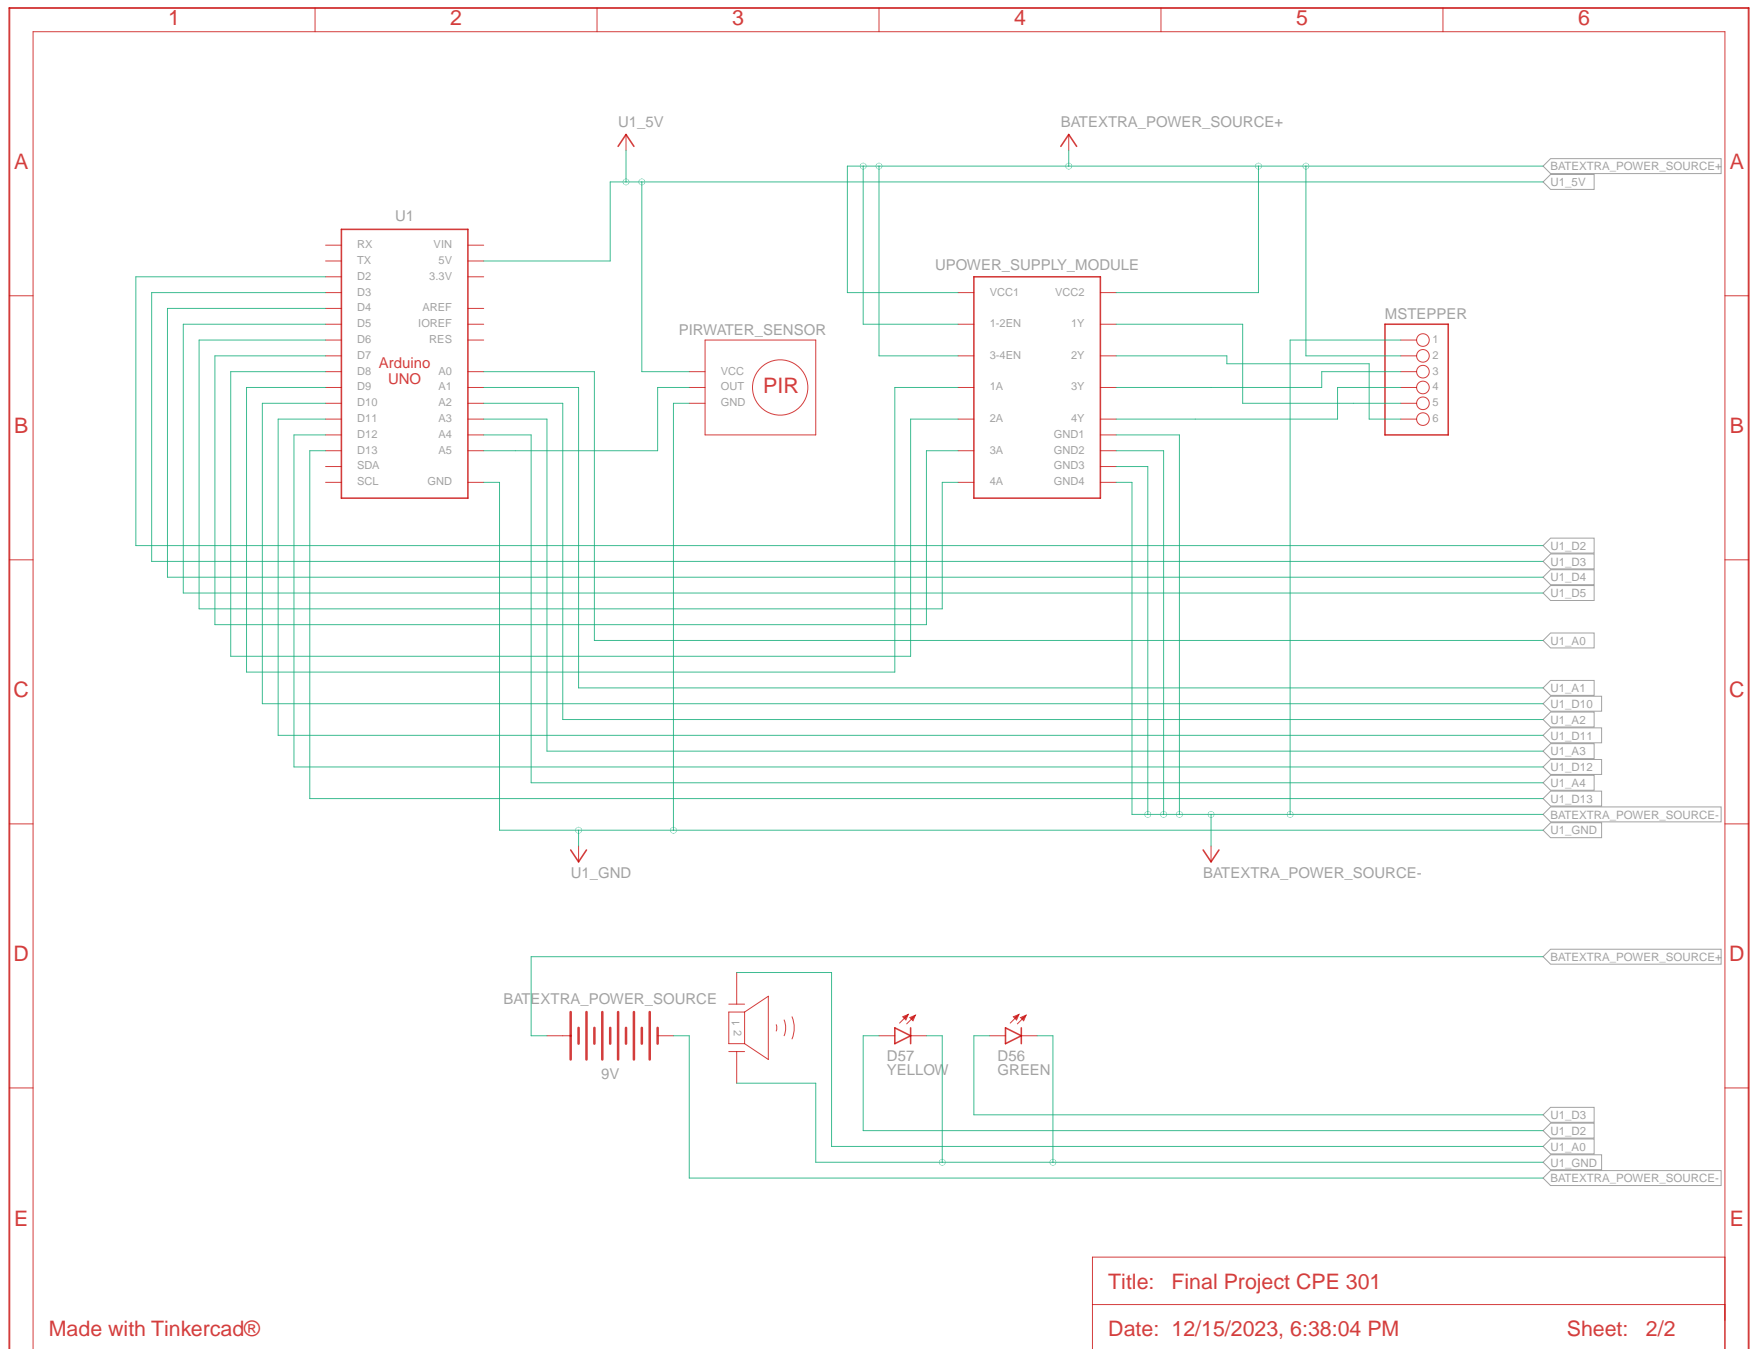 1 2 3 4 5 6
A
A
B
B
C
C
D
D
E
E
U1_5V
BATEXTRA_POWER_SOURCE+
BATEXTRA_POWER_SOURCE+
U1_5V
U1
RX VIN
TX 5V
D2 3.3V
D3
D4 AREF
D5 IOREF
D6 RES
D7
Arduino
UNO
D8 A0
D9 A1
D10 A2
D11 A3
D12 A4
D13 A5
SDA
SCL GND
PIRWATER_SENSOR
VCC
OUT
GND
PIR
UPOWER_SUPPLY_MODULE
VCC1 VCC2
1-2EN 1Y
3-4EN 2Y
1A 3Y
2A 4Y
GND1
3A GND2
GND3
4A GND4
MSTEPPER
1
2
3
4
5
6
U1_D2
U1_D3
U1_D4
U1_D5
U1_A0
U1_A1
U1_D10
U1_A2
U1_D11
U1_A3
U1_D12
U1_A4
U1_D13
BATEXTRA_POWER_SOURCE-
U1_GND
U1_GND
BATEXTRA_POWER_SOURCE-
BATEXTRA_POWER_SOURCE+
BATEXTRA_POWER_SOURCE
9V
1 2
D57
YELLOW
D56
GREEN
U1_D3
U1_D2
U1_A0
U1_GND
BATEXTRA_POWER_SOURCE-
Title: Final Project CPE 301
Made with Tinkercad®
Date: 12/15/2023, 6:38:04 PM Sheet: 2/2